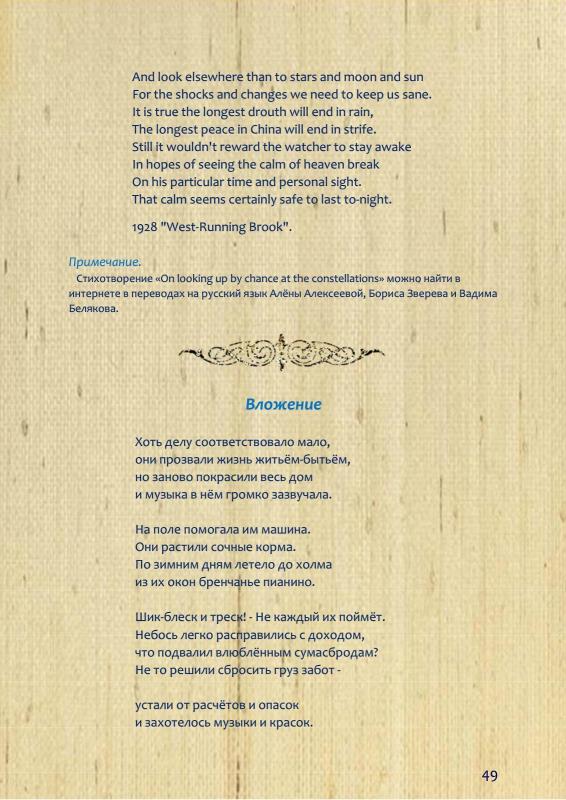 And look elsewhere than to stars and moon and sun
For the shocks and changes we need to keep us sane.
It is true the longest drouth will end in rain,
The longest peace in China will end in strife.
Still it wouldn't reward the watcher to stay awake
In hopes of seeing the calm of heaven break
On his particular time and personal sight.
That calm seems certainly safe to last to-night.
1928 "West-Running Brook".
Примечание.
Стихотворение «On looking up by chance at the constellations» можно найти в
интернете в переводах на русский язык Алёны Алексеевой, Бориса Зверева и Вадима
Белякова.
Вложение
Хоть делу соответствовало мало,
они прозвали жизнь житьём-бытьём,
но заново покрасили весь дом
и музыка в нём громко зазвучала.
На поле помогала им машина.
Они растили сочные корма.
По зимним дням летело до холма
из их окон бренчанье пианино.
Шик-блеск и треск! - Не каждый их поймёт.
Небось легко расправились с доходом,
что подвалил влюблённым сумасбродам?
Не то решили сбросить груз забот -
устали от расчётов и опасок
и захотелось музыки и красок.
49